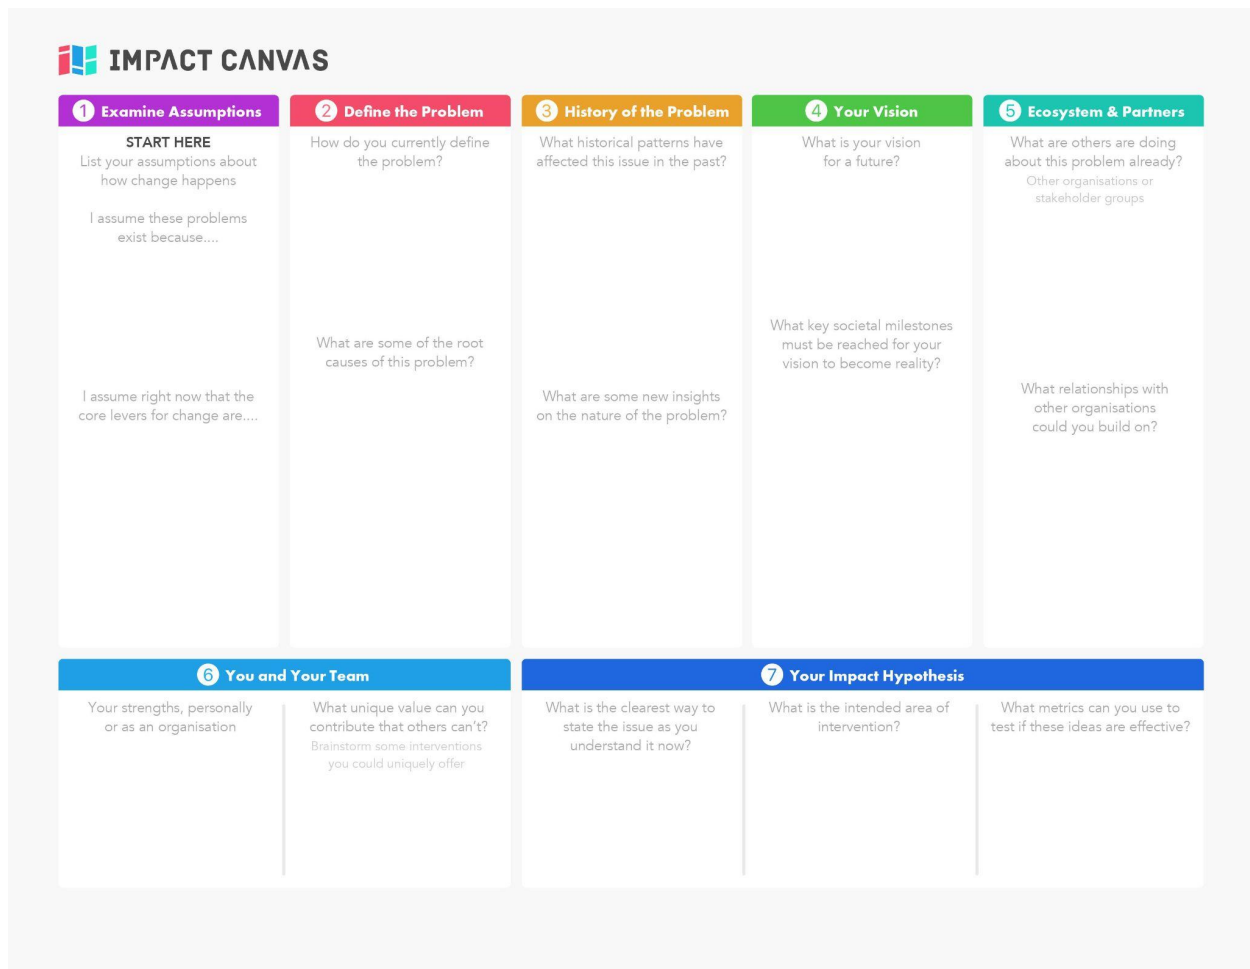 IMPACT CANVAS
1 Examine Assumptions
START HERE
List your assumptions about
how change happens
I assume these problems
exist because....
I assume right now that the
core levers for change are....
2 Define the Problem
How do you currently define
the problem?
What are some of the root
causes of this problem?
3 History of the Problem
What historical patterns have
affected this issue in the past?
What are some new insights
on the nature of the problem?
4 Your Vision
What is your vision
for a future?
What key societal milestones
must be reached for your
vision to become reality?
5 Ecosystem & Partners
What are others are doing
about this problem already?
Other organisations or
stakeholder groups
What relationships with
other organisations
could you build on?
6 You and Your Team
Your strengths, personally
or as an organisation
What unique value can you
contribute that others can't?
Brainstorm some interventions
you could uniquely offer
7 Your Impact Hypothesis
What is the clearest way to
state the issue as you
understand it now?
What is the intended area of
intervention?
What metrics can you use to
test if these ideas are effective?